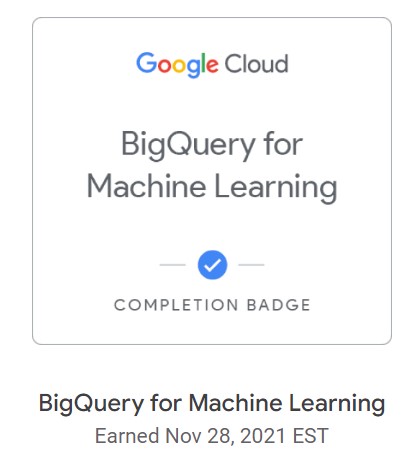 Google Cloud
BigQuery for
Machine Learning
COMPLETION BADGE
BigQuery for Machine Learning
Earned Nov 28, 2021 EST